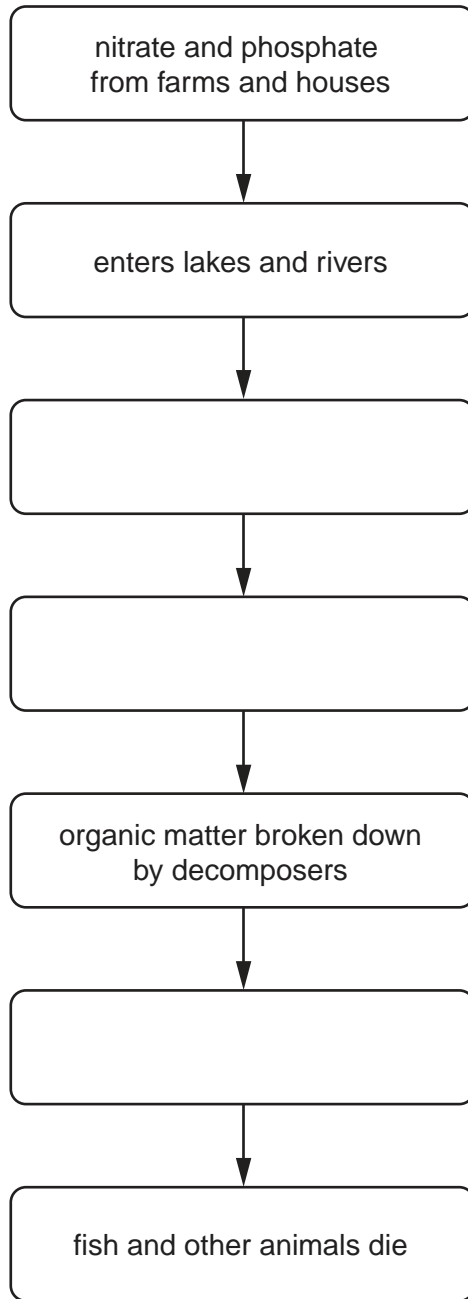 nitrate and phosphate
from farms and houses
enters lakes and rivers
organic matter broken down
by decomposers
fish and other animals die